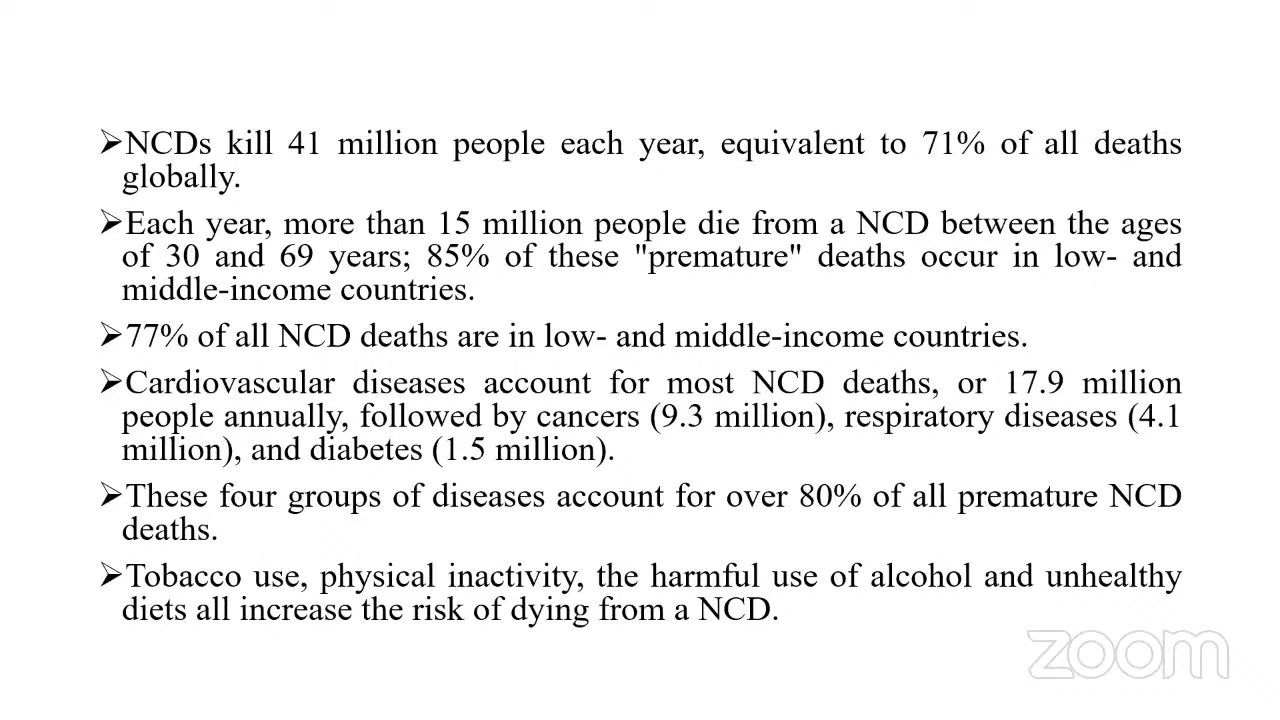 ➢NCDs kill 41 million people each year, equivalent to 71% of all deaths
globally.
➢Each year, more than 15 million people die from a NCD between the ages
of 30 and 69 years; 85% of these "premature" deaths occur in low- and
middle-income countries.
➢77% of all NCD deaths are in low- and middle-income countries.
➢Cardiovascular diseases account for most NCD deaths, or 17.9 million
people annually, followed by cancers (9.3 million), respiratory diseases (4.1
million), and diabetes (1.5 million).
➢These four groups of diseases account for over 80% of all premature NCD
deaths.
➢Tobacco use, physical inactivity, the harmful use of alcohol and unhealthy
diets all increase the risk of dying from a NCD.
zoom